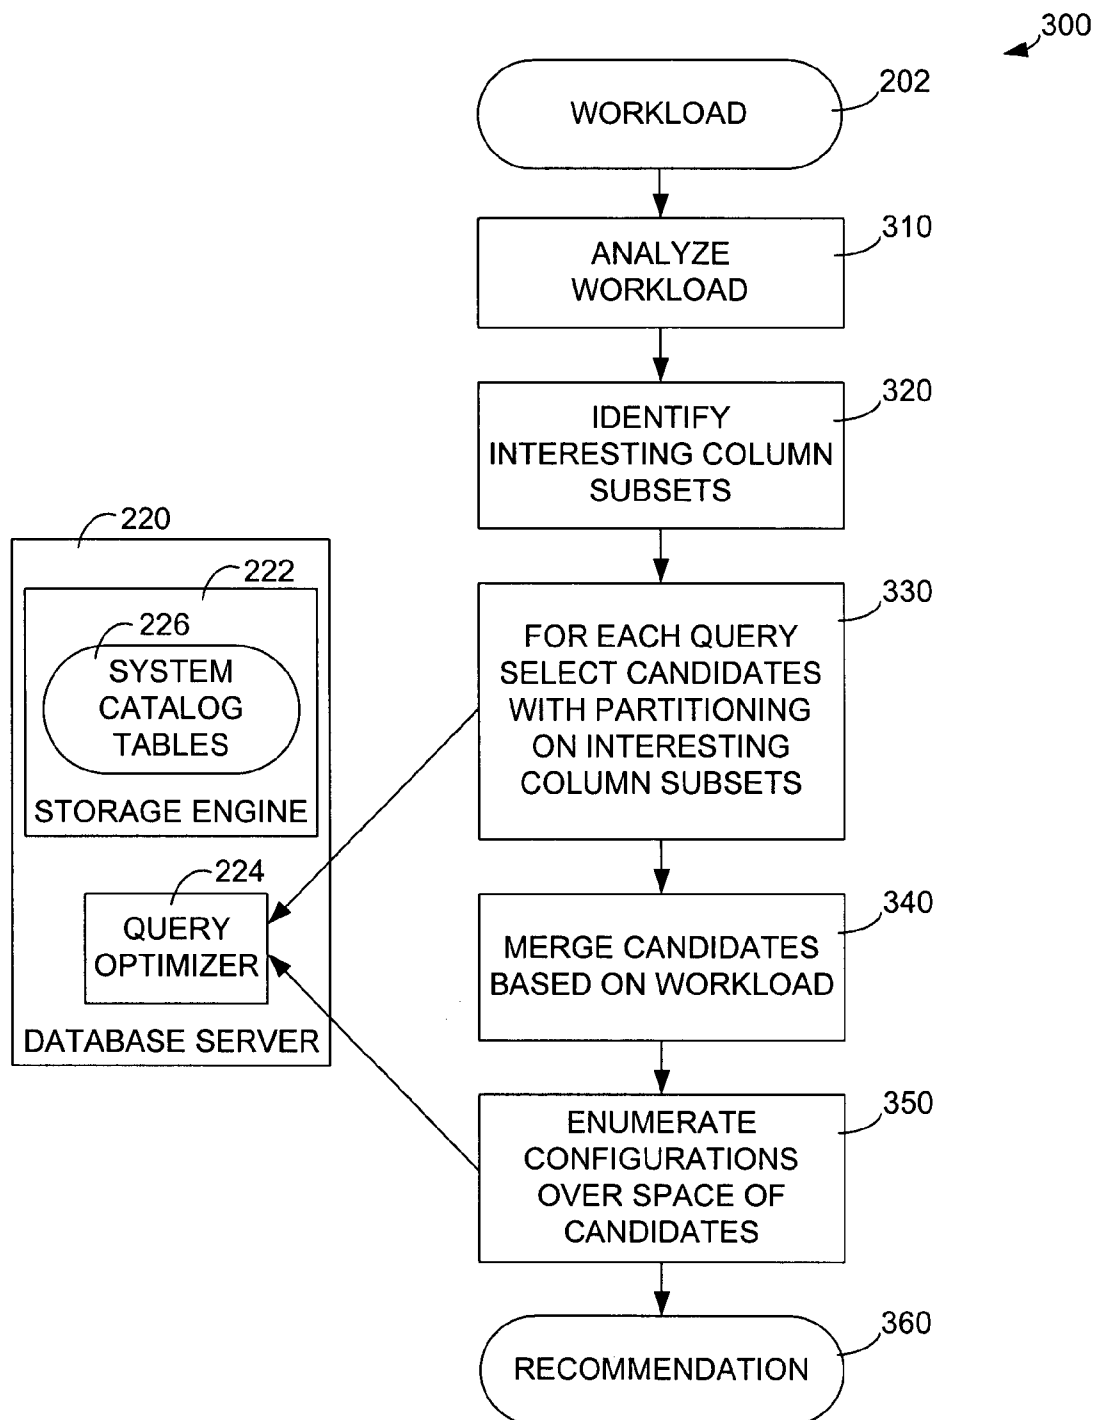 300
WORKLOAD
202
ANALYZE
WORKLOAD
310
IDENTIFY
INTERESTING COLUMN
SUBSETS
320
FOR EACH QUERY
SELECT CANDIDATES
WITH PARTITIONING
ON INTERESTING
COLUMN SUBSETS
330
220
222
226
SYSTEM
CATALOG
TABLES
STORAGE ENGINE
224
QUERY
OPTIMIZER
DATABASE SERVER
MERGE CANDIDATES
BASED ON WORKLOAD
340
ENUMERATE
CONFIGURATIONS
OVER SPACE OF
CANDIDATES
350
RECOMMENDATION
360